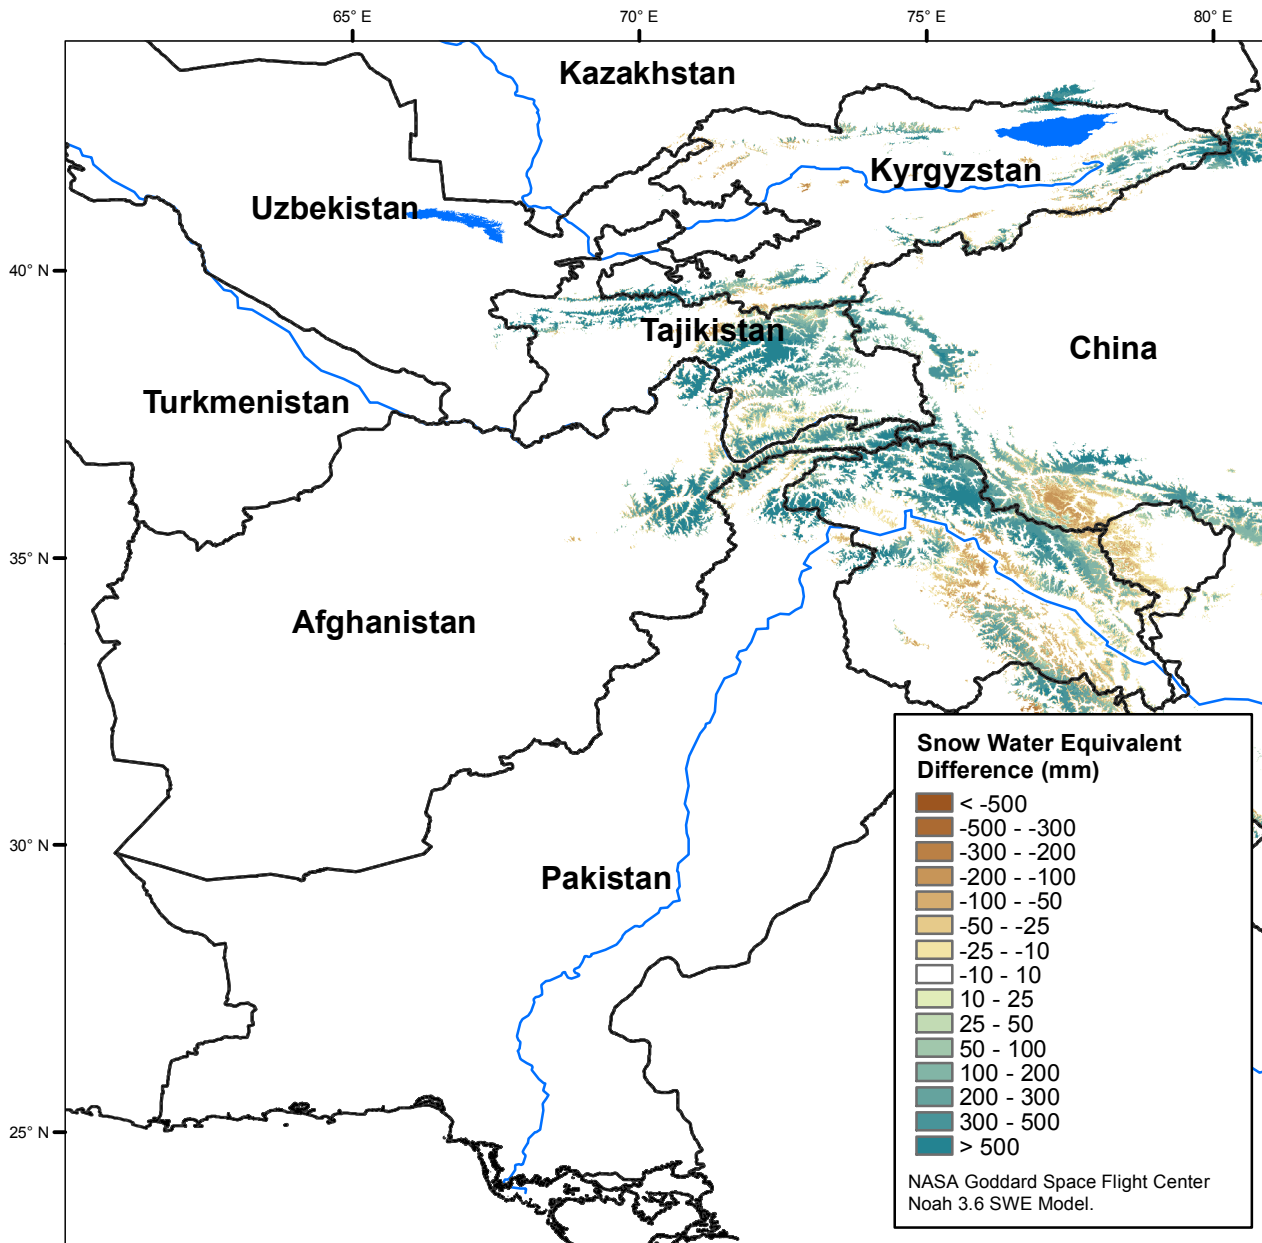 65° E
70° E
75° E
80° E
Kazakhstan
Kyrgyzstan
Uzbekistan
40° N
Tajikistan
China
Turkmenistan
35° N
Afghanistan
Snow Water Equivalent
Difference (mm)
< -500
-500 - -300
-300 - -200
-200 - -100
-100 - -50
-50 - -25
-25 - -10
-10 - 10
10 - 25
25 - 50
50 - 100
100 - 200
200 - 300
300 - 500
> 500
30° N
Pakistan
25° N
NASA Goddard Space Flight Center
Noah 3.6 SWE Model.